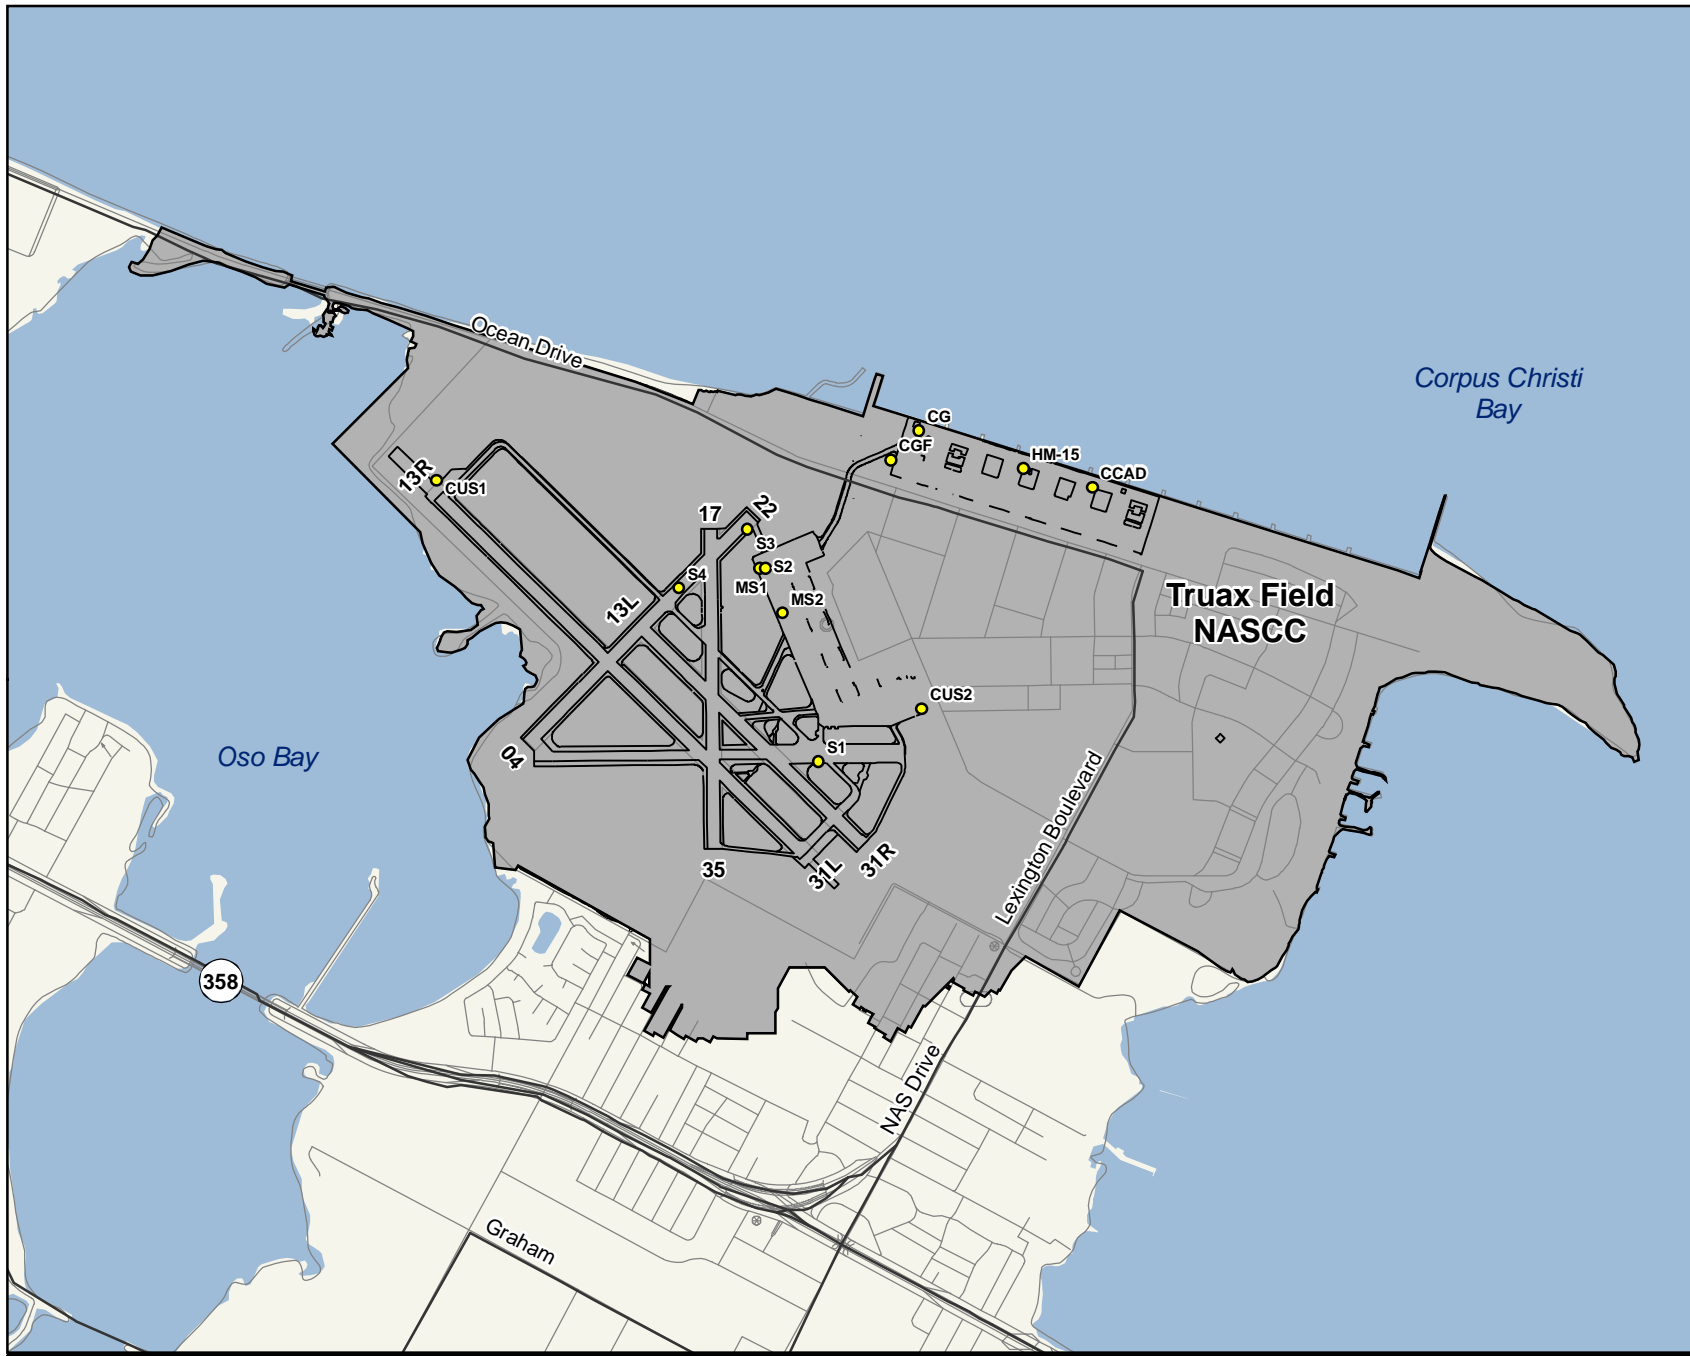 Ocean Drive
Corpus Christi
Bay
CG
CGF
HM-15
CCAD
13R
CUS1
17
22
S3
S4
S2
MS1
MS2
13L
Truax Field
NASCC
CUS2
04
S1
Oso Bay
Lexington Boulevard
35
31L
31R
358
NAS Drive
Graham